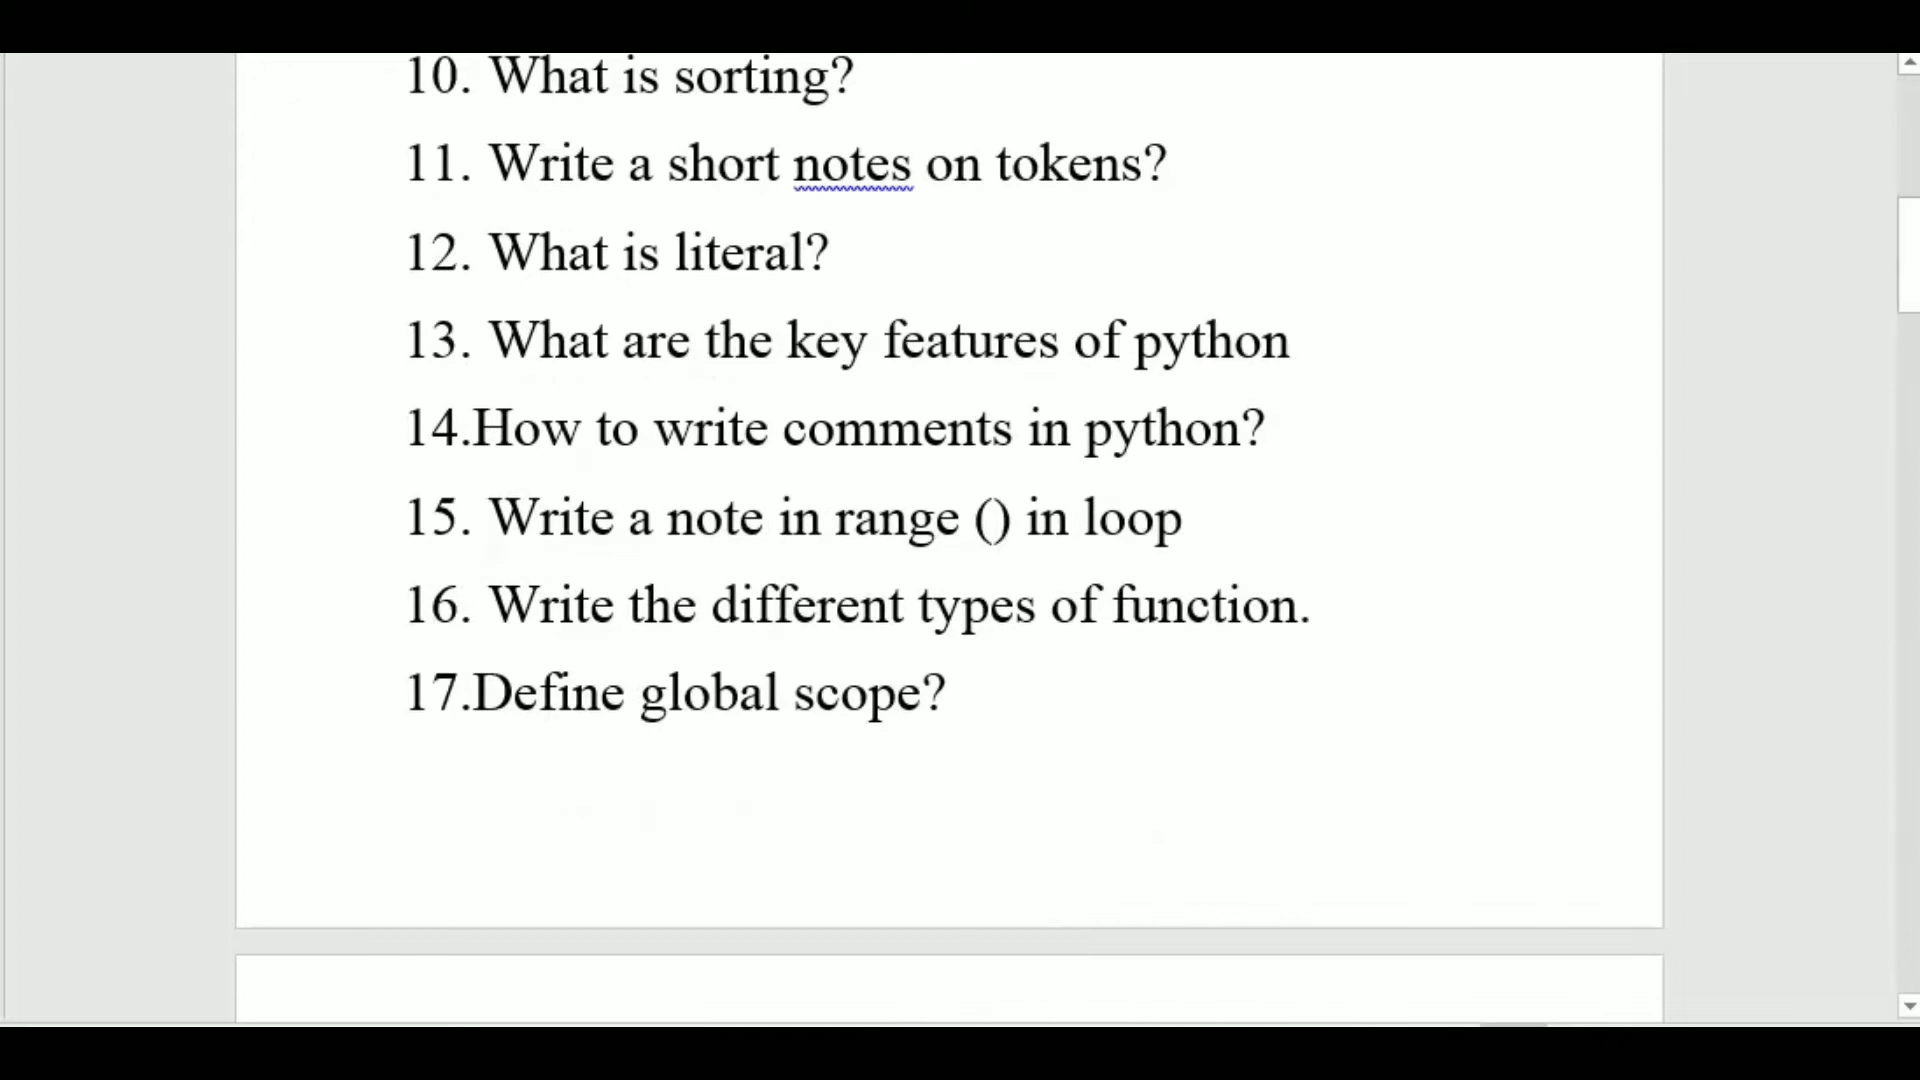 10. What is sorting?
11. Write a short notes on tokens?
12. What is literal?
13. What are the key features of python
14.How to write comments in python?
15. Write a note in range () in loop
16. Write the different types of function.
17.Define global scope?